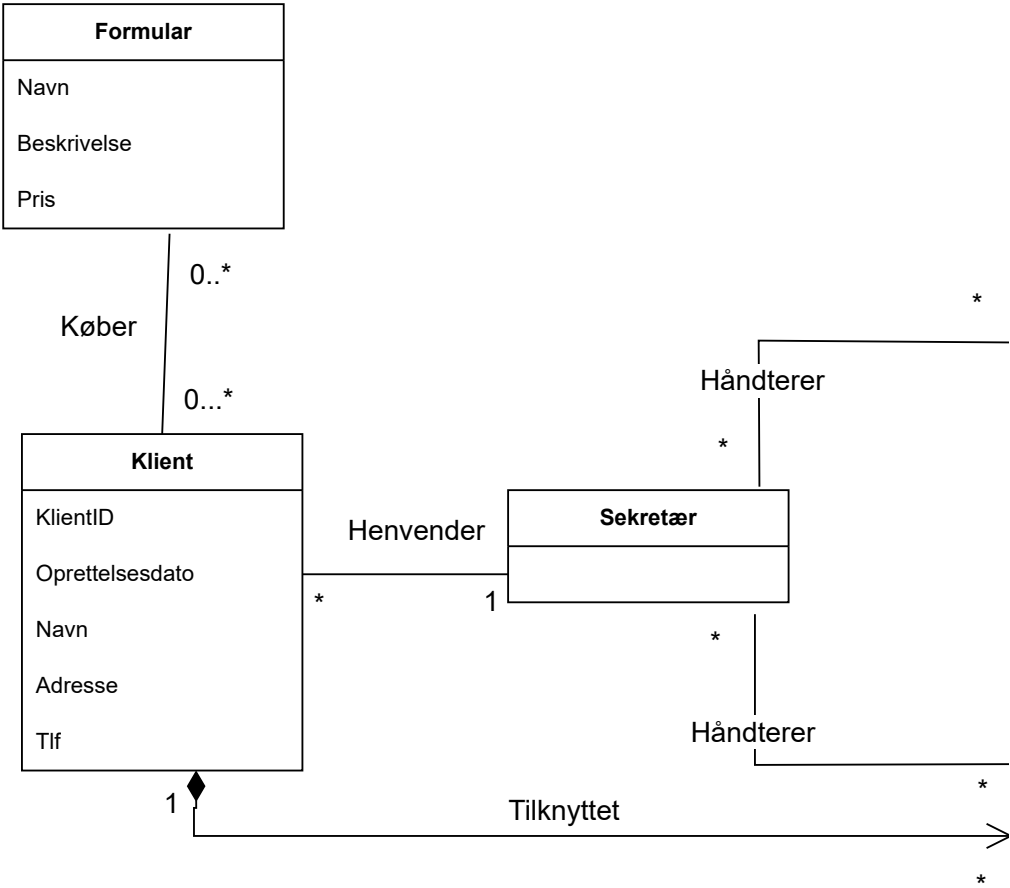 Formular
Navn
Beskrivelse
Pris
0..*
Køber
0...*
*
Håndterer
*
Klient
KlientID
Oprettelsesdato
Navn
Adresse
Tlf
Henvender
*
1
Sekretær
*
Håndterer
*
1
Tilknyttet
*